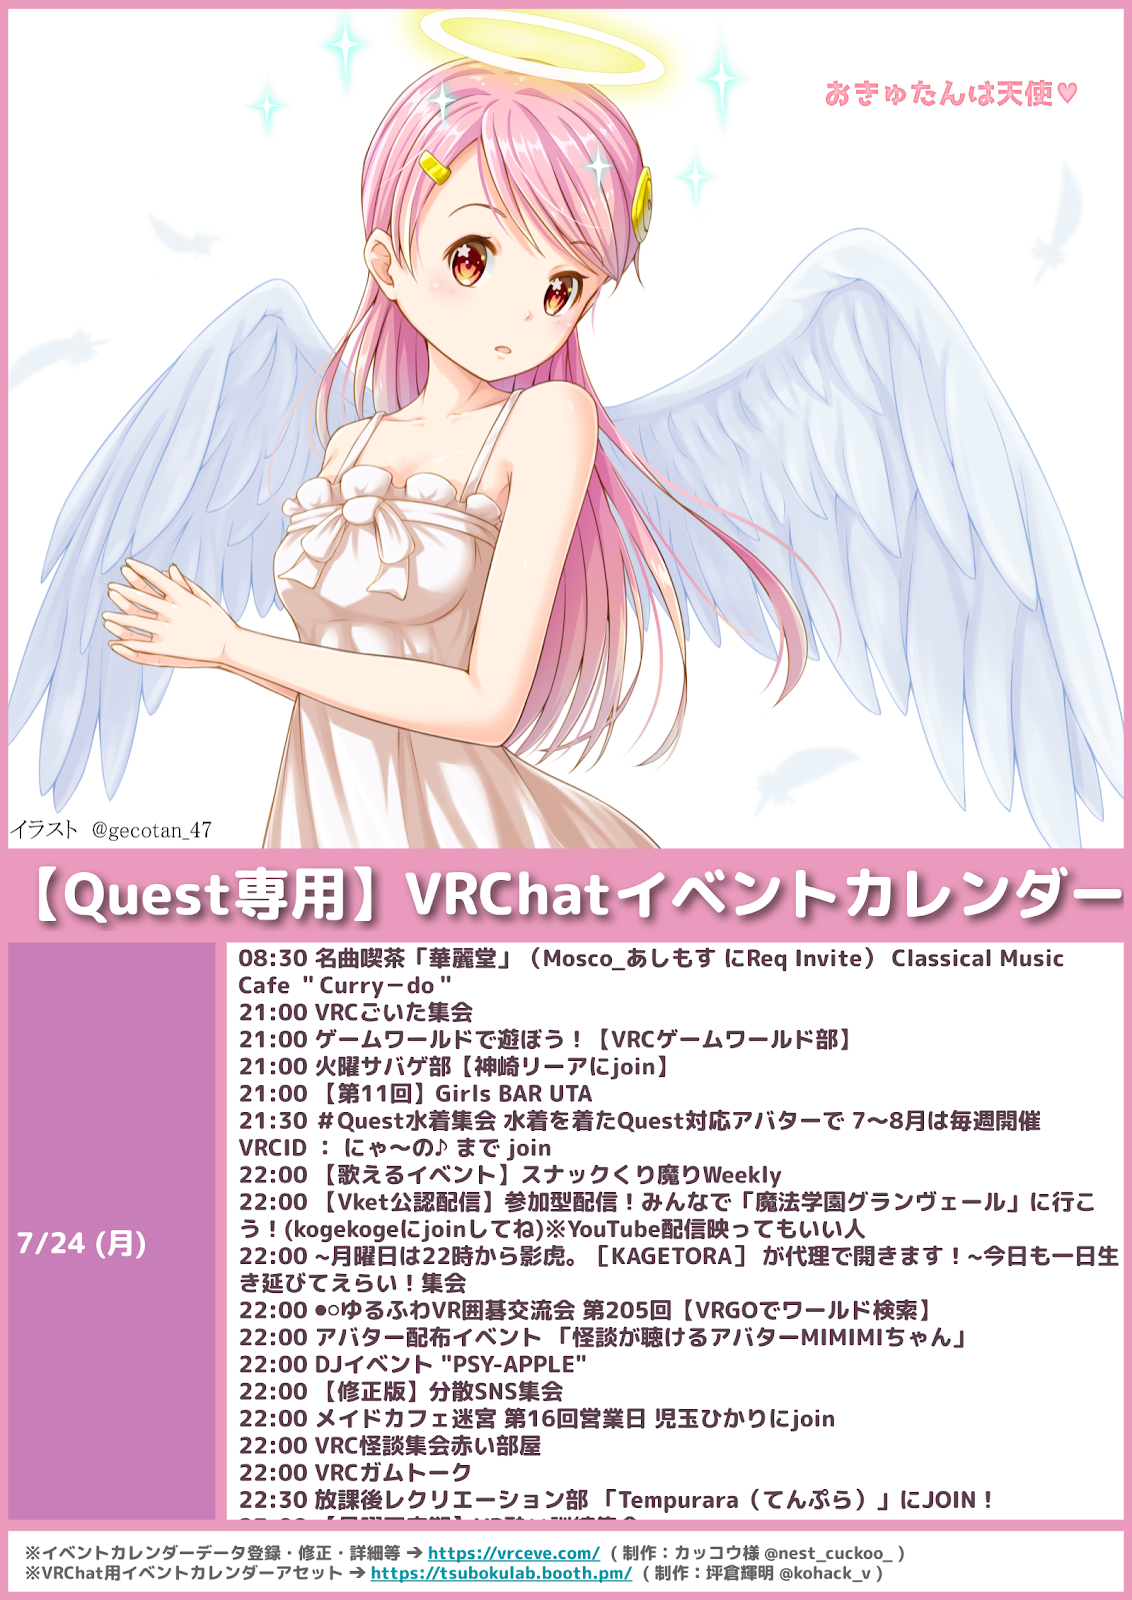 おきゅたんは天使♥
イラスト @gecotan_47
【Quest専用】VRChatイベントカレンダー
7/24 (月)
08:30 名曲喫茶「華麗堂」（Mosco_あしもす にReq Invite） Classical Music
Cafe ＂Curry－do＂
21:00 VRCごいた集会
21:00 ゲームワールドで遊ぼう！【VRCゲームワールド部】
21:00 火曜サバゲ部【神崎リーアにjoin】
21:00 【第11回】Girls BAR UTA
21:30 ＃Quest水着集会 水着を着たQuest対応アバターで 7～8月は毎週開催
VRCID ： にゃ～の♪ まで join
22:00 【歌えるイベント】スナックくり魔りWeekly
22:00 【Vket公認配信】参加型配信！みんなで「魔法学園グランヴェール」に行こ
う！(kogekogeにjoinしてね)※YouTube配信映ってもいい人
22:00 ~月曜日は22時から影虎。［KAGETORA］ が代理で開きます！~今日も一日生
き延びてえらい！集会
22:00 ●○ゆるふわVR囲碁交流会 第205回【VRGOでワールド検索】
22:00 アバター配布イベント 「怪談が聴けるアバターMIMIMIちゃん」
22:00 DJイベント "PSY-APPLE"
22:00 【修正版】分散SNS集会
22:00 メイドカフェ迷宮 第16回営業日 児玉ひかりにjoin
22:00 VRC怪談集会赤い部屋
22:00 VRCガムトーク
22:30 放課後レクリエーション部 「Tempurara（てんぷら）」にJOIN！
※イベントカレンダーデータ登録・修正・詳細等 ➔ https://vrceve.com/ （制作：カッコウ様 @nest_cuckoo_ ）
※VRChat用イベントカレンダーアセット ➔ https://tsubokulab.booth.pm/ （制作：坪倉輝明 @kohack_v ）